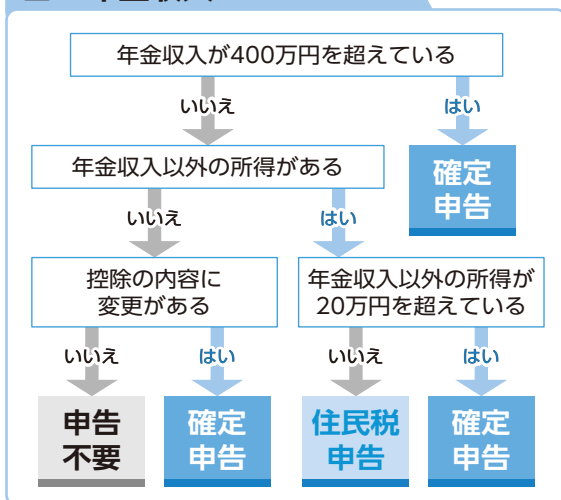 年金収入が400万円を超えている
いいえ
はい
年金収入以外の所得がある
確定
申告
いいえ
はい
控除の内容に
変更がある
年金収入以外の所得が
20万円を超えている
いいえ
はい
いいえ
はい
申告
不要
確定
申告
住民税
申告
確定
申告